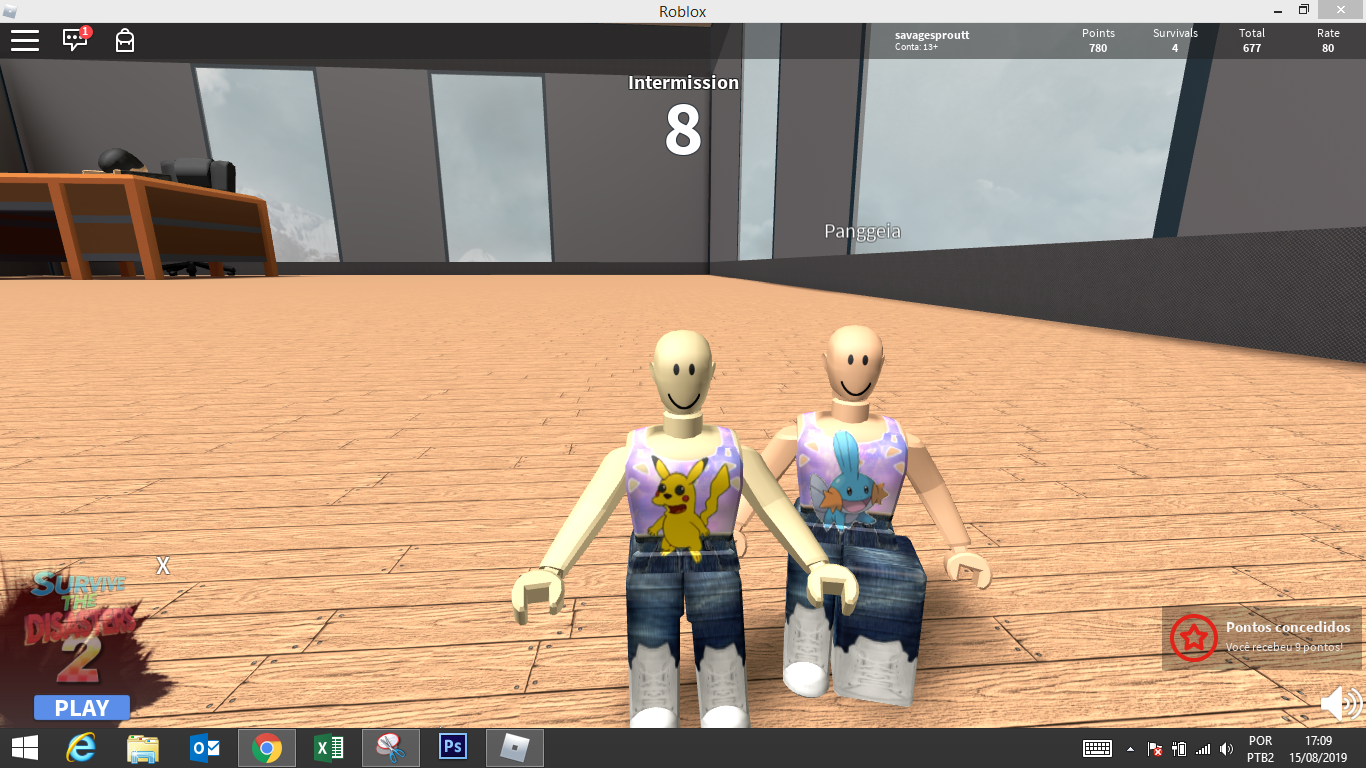 Roblox
1
savagesproutt
Conta: 13+
Points
780
Survivals
4
Total
677
Rate
80
Intermission
8
Panggeia
X
SURVIVE
THE
DISASTERS
2
PLAY
Pontos concedidos
Você recebeu 9 pontos!
Ps
POR
PTB2
17:09
15/08/2019